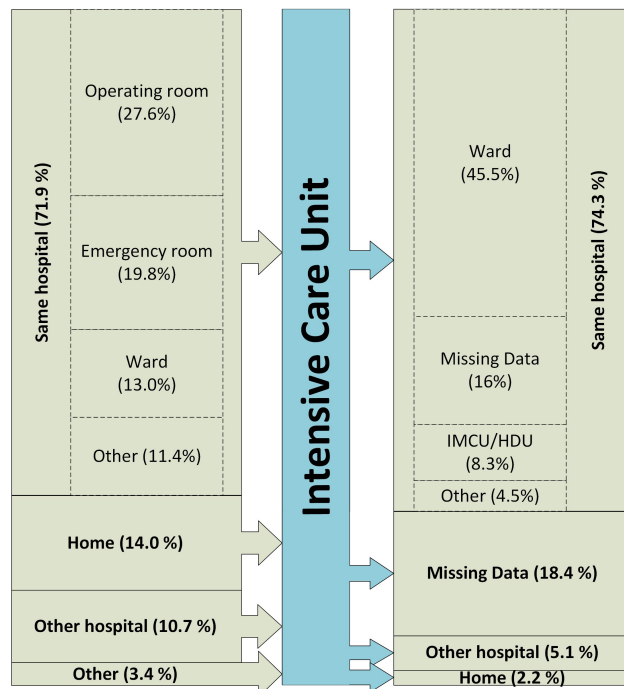 Same hospital (71.9 %)
Operating room
(27.6%)
Emergency room
(19.8%)
Ward
(13.0%)
Other (11.4%)
Home (14.0 %)
Other hospital (10.7 %)
Other (3.4 %)
Intensive Care Unit
Ward
(45.5%)
Missing Data
(16%)
IMCU/HDU
(8.3%)
Other (4.5%)
Same hospital (74.3 %)
Missing Data (18.4 %)
Other hospital (5.1 %)
Home (2.2 %)